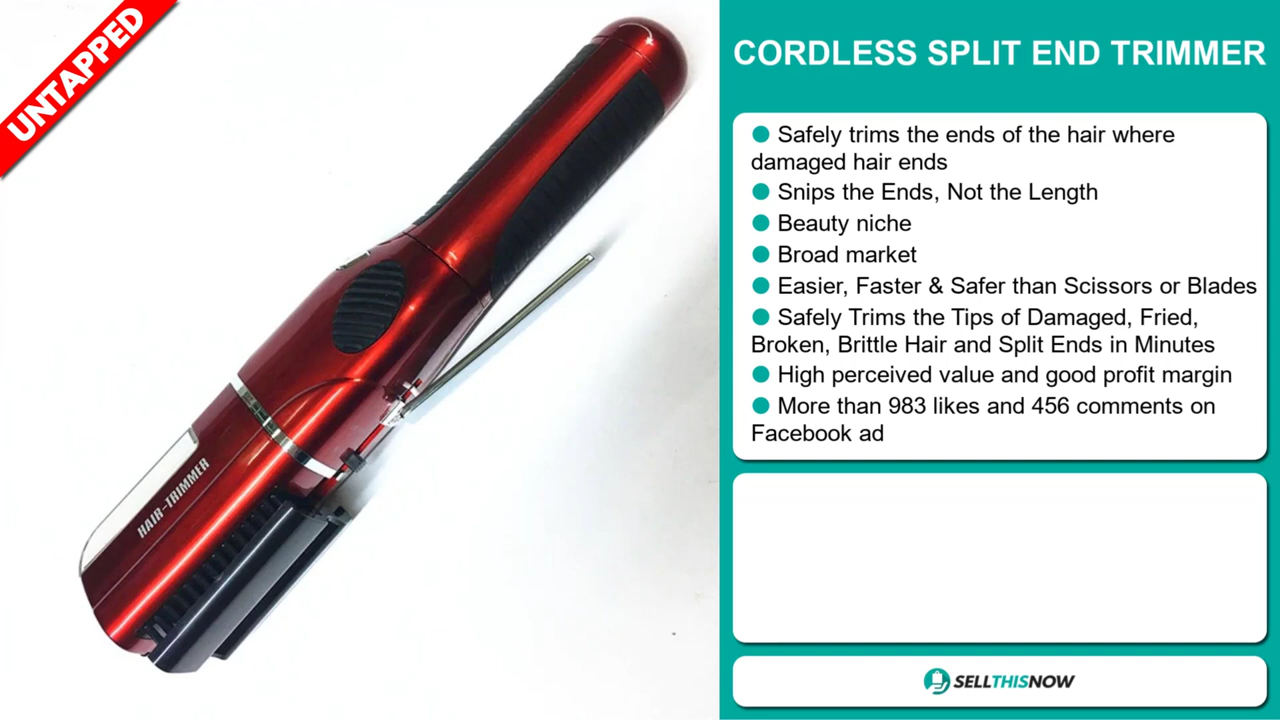 UNTAPPED
HAIR-TRIMMER
CORDLESS SPLIT END TRIMMER
● Safely trims the ends of the hair where
damaged hair ends
● Snips the Ends, Not the Length
● Beauty niche
● Broad market
● Easier, Faster & Safer than Scissors or Blades
● Safely Trims the Tips of Damaged, Fried,
Broken, Brittle Hair and Split Ends in Minutes
● High perceived value and good profit margin
● More than 983 likes and 456 comments on
Facebook ad
SELLTHISNOW